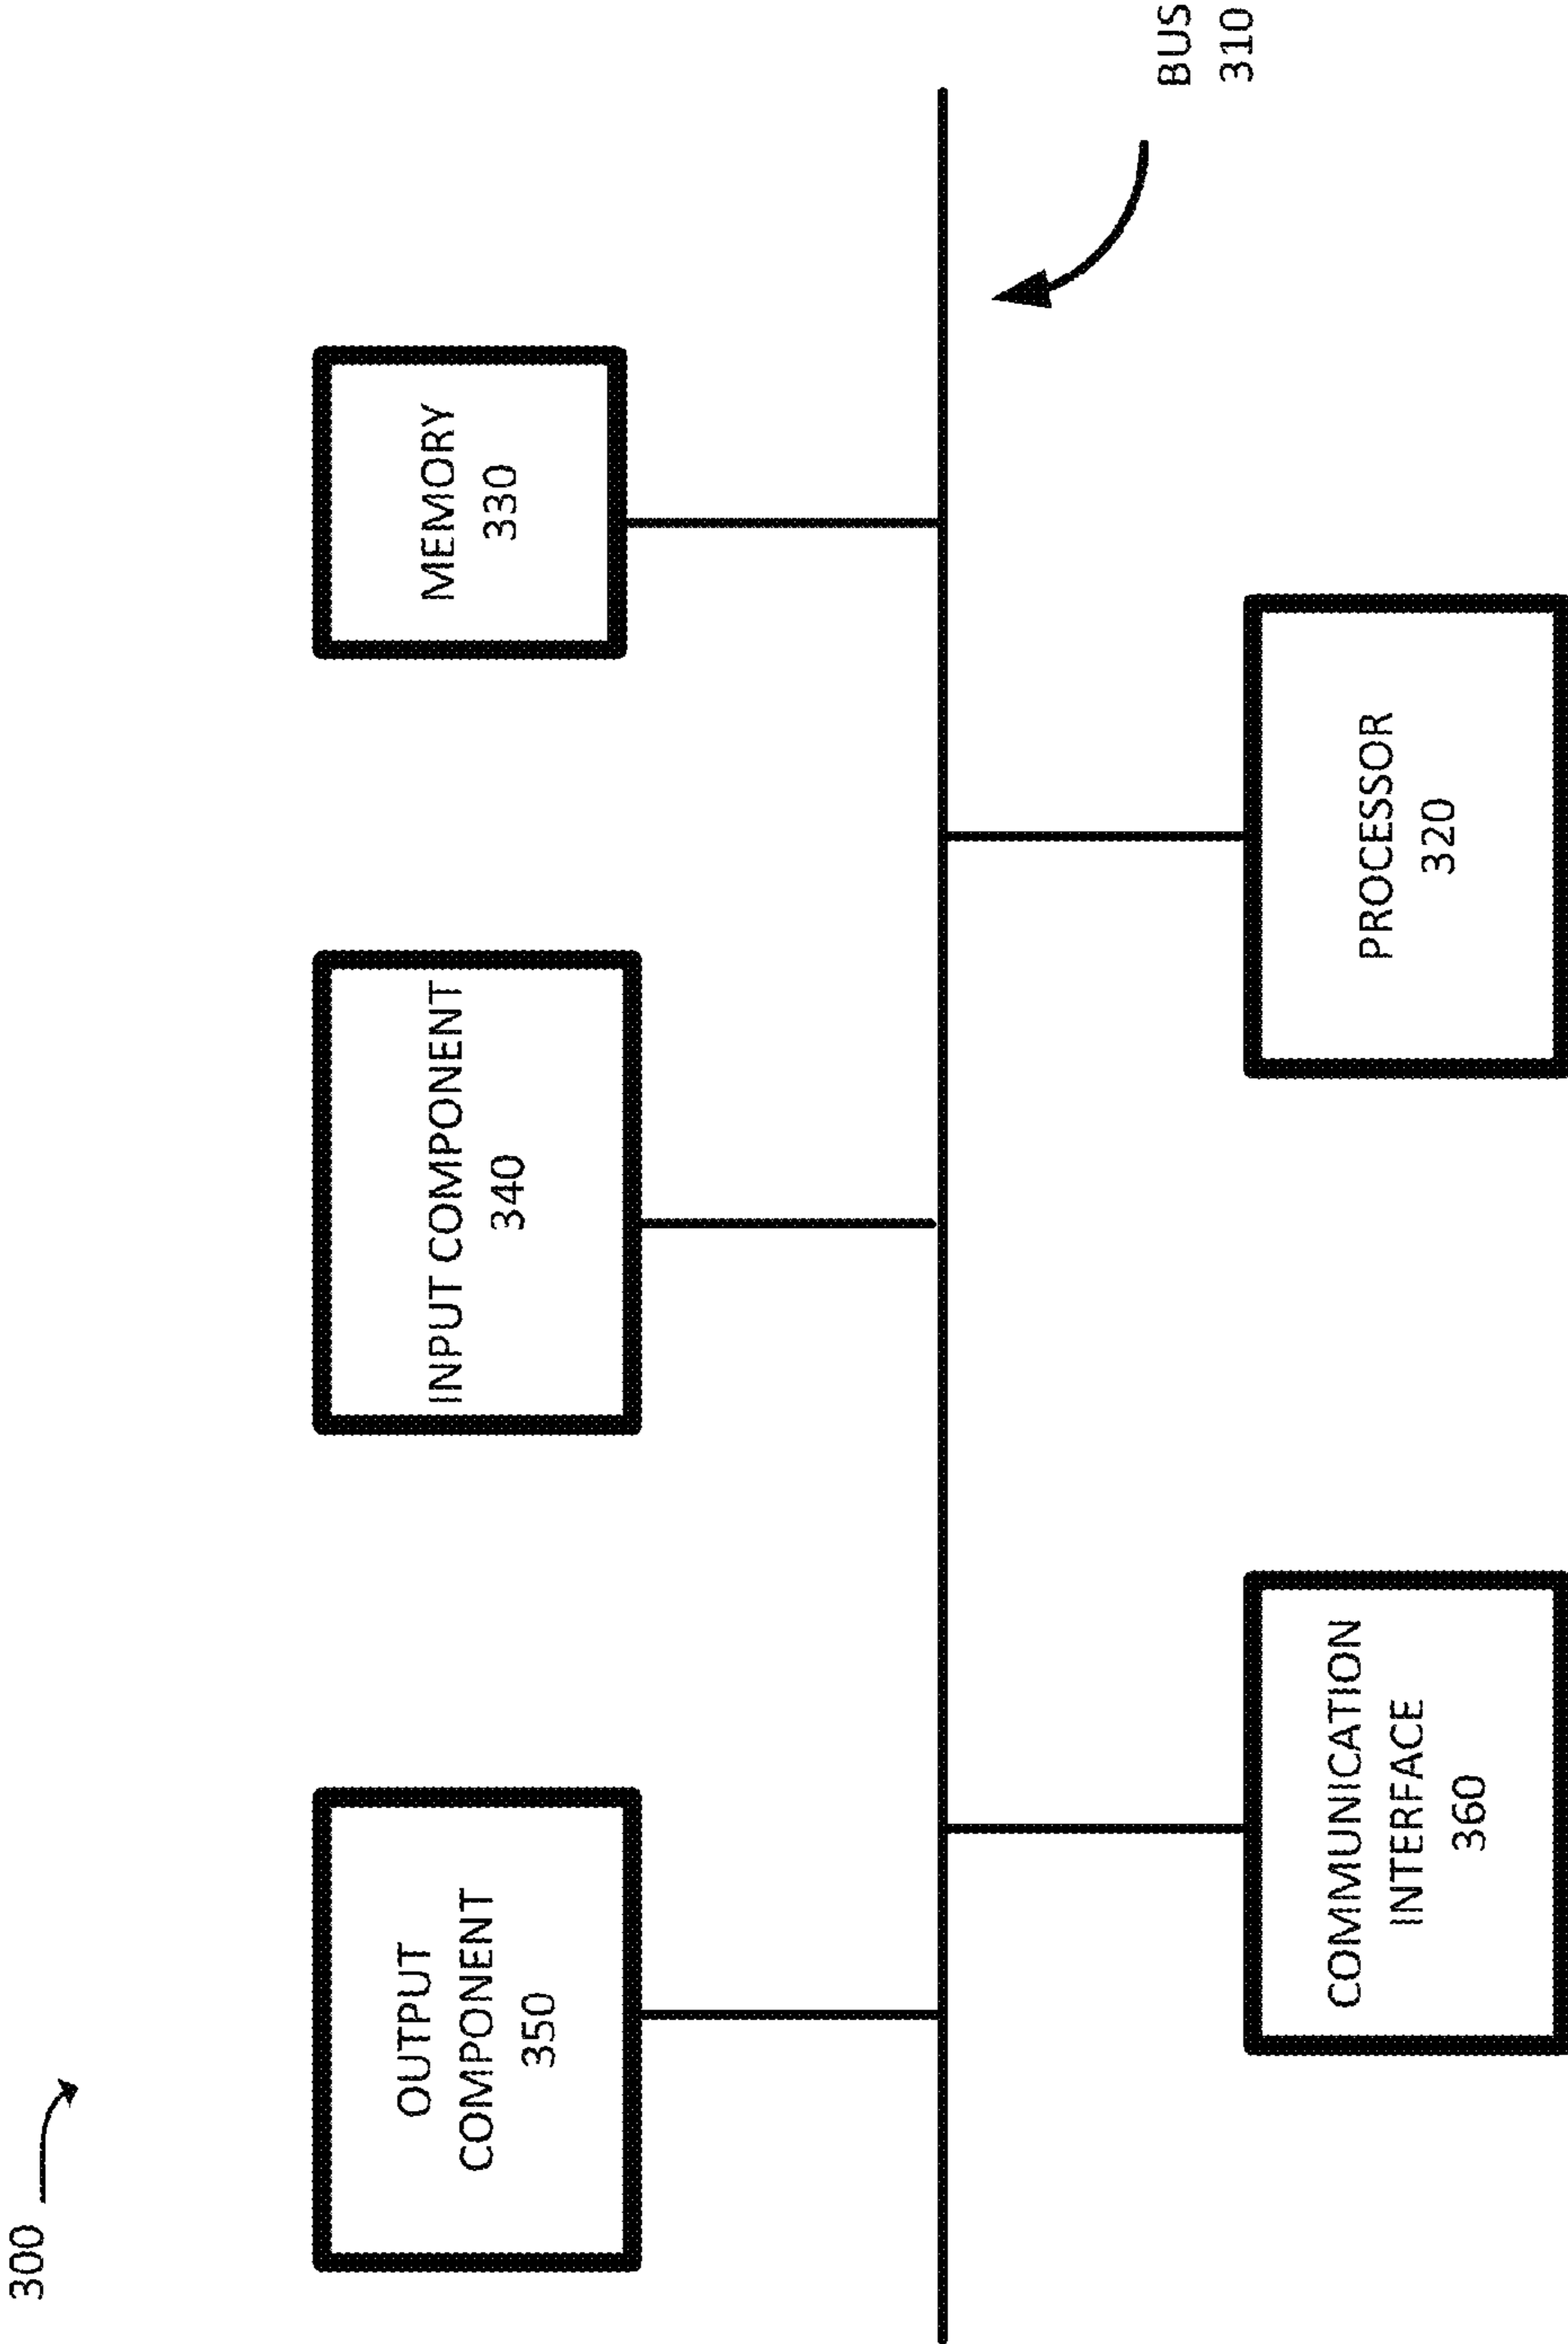 300
OUTPUT
COMPONENT
350
INPUT COMPONENT
340
MEMORY
330
COMMUNICATION
INTERFACE
360
PROCESSOR
320
BUS
310